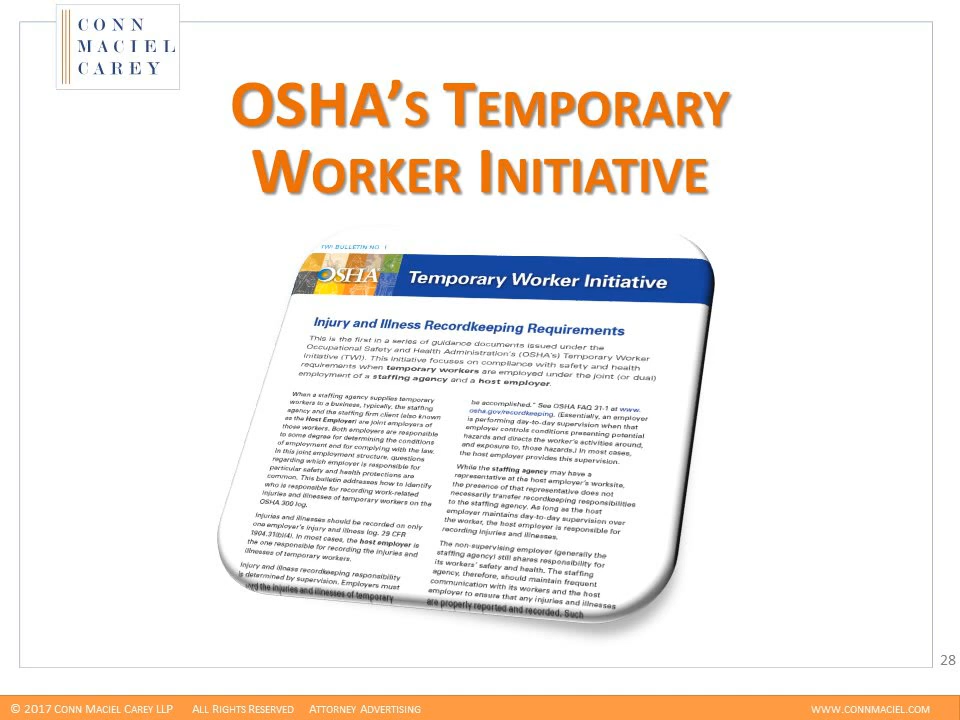 CONN
MACIEL
CAREY
OSHA'S TEMPORARY
WORKER INITIATIVE
TWI BULLETIN NO. 1
OSHA
Temporary Worker Initiative
Injury and Illness Recordkeeping Requirements
This is the first in a series of guidance documents issued under the
Occupational Safety and Health Administration's (OSHA's) Temporary Worker
Initiative (TWI). This initiative focuses on compliance with safety and health
requirements when temporary workers are employed under the joint (or dual)
employment of a staffing agency and a host employer.
When a staffing agency supplies temporary
workers to a business, typically, the staffing
agency and the staffing firm client (also known
as the Host Employer) are joint employers of
those workers. Both employers are responsible
to some degree for determining the conditions
of employment and for complying with the law.
In this joint employment structure, questions
regarding which employer is responsible for
particular safety and health protections are
common. This bulletin addresses how to identify
who is responsible for recording work-related
injuries and illnesses of temporary workers on the
OSHA 300 log.
Injuries and illnesses should be recorded on only
one employer's injury and illness log. 29 CFR
1904.31(b)(4). In most cases, the host employer is
the one responsible for recording the injuries and
illnesses of temporary workers.
Injury and illness recordkeeping responsibility
is determined by supervision. Employers must
ord the injuries and illnesses of temporary
be accomplished." See OSHA FAQ 31-1 at www.
osha.gov/recordkeeping. (Essentially, an employer
is performing day-to-day supervision when that
employer controls conditions presenting potential
hazards and directs the worker's activities around,
and exposure to, those hazards.) In most cases,
the host employer provides this supervision.
While the staffing agency may have a
representative at the host employer's worksite,
the presence of that representative does not
necessarily transfer recordkeeping responsibilities
to the staffing agency. As long as the host
employer maintains day-to-day supervision over
the worker, the host employer is responsible for
recording injuries and illnesses.
The non-supervising employer (generally the
staffing agency) still shares responsibility for
its workers' safety and health. The staffing
agency, therefore, should maintain frequent
communication with its workers and the host
employer to ensure that any injuries and illnesses
are properly reported and recorded. Such
28
© 2017 CONN MACIEL CAREY LLP ALL RIGHTS RESERVED ATTORNEY ADVERTISING WWW.CONNMACIEL.COM